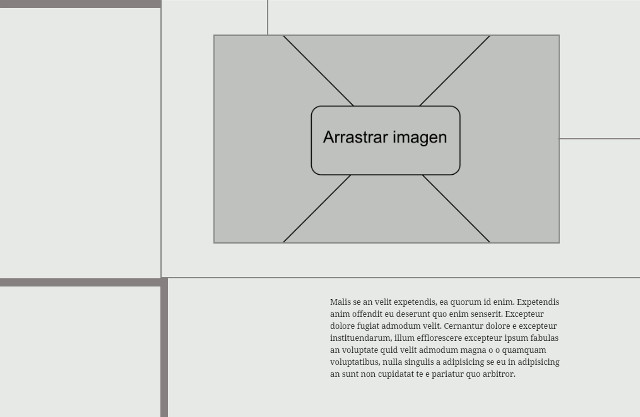 Arrastrar imagen
Malis se an velit expetendis, ea quorum id enim. Expetendis
anim offendit eu deserunt quo enim senserit. Excepteur
dolore fugiat admodum velit. Cernantur dolore e excepteur
instituendarum, illum efflorescere excepteur ipsum fabulas
an voluptate quid velit admodum magna o o quamquam
voluptatibus, nulla singulis a adipisicing se eu in adipisicing
an sunt non cupidatat te e pariatur quo arbitror.